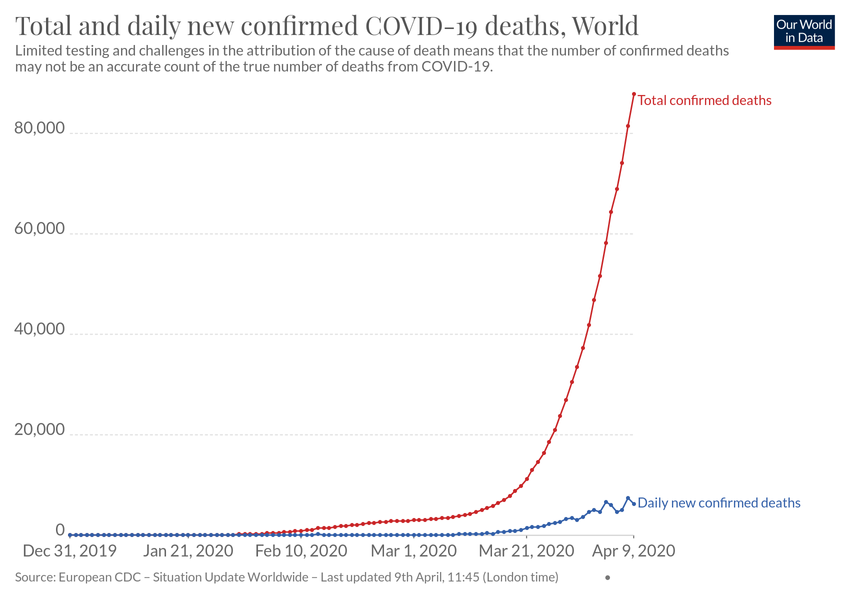 Total and daily new confirmed COVID-19 deaths, World
Our World
in Data
Limited testing and challenges in the attribution of the cause of death means that the number of confirmed deaths
may not be an accurate count of the true number of deaths from COVID-19.
Total confirmed deaths
80,000
60,000
40,000
20,000
Daily new confirmed deaths
0
Dec 31, 2019 Jan 21, 2020 Feb 10, 2020 Mar 1, 2020 Mar 21, 2020 Apr 9, 2020
Source: European CDC – Situation Update Worldwide – Last updated 9th April, 11:45 (London time) •